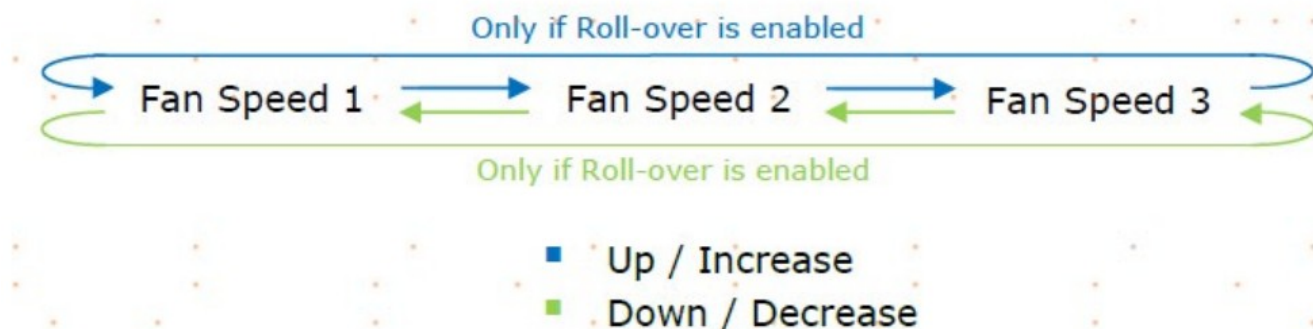 Only if Roll-over is enabled
Fan Speed 1 Fan Speed 2 Fan Speed 3
Only if Roll-over is enabled
Up / Increase
Down / Decrease